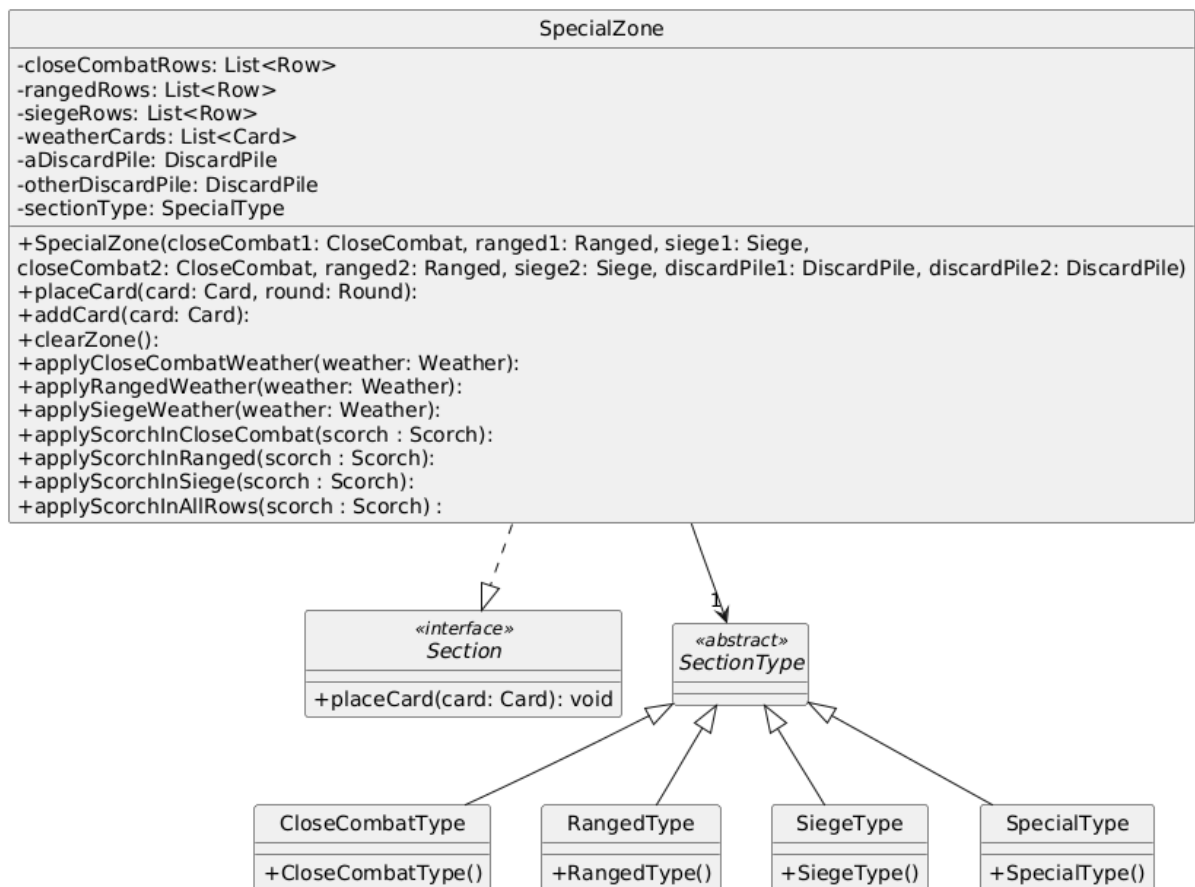 SpecialZone
-closeCombatRows: List<Row>
-rangedRows: List<Row>
-siegeRows: List<Row>
-weatherCards: List<Card>
-aDiscardPile: DiscardPile
-otherDiscardPile: DiscardPile
-sectionType: SpecialType
+SpecialZone(closeCombat1: CloseCombat, ranged1: Ranged, siege1: Siege,
closeCombat2: CloseCombat, ranged2: Ranged, siege2: Siege, discardPile1: DiscardPile, discardPile2: DiscardPile)
+placeCard(card: Card, round: Round):
+addCard(card: Card):
+clearZone():
+applyCloseCombatWeather(weather: Weather):
+applyRangedWeather(weather: Weather):
+applySiegeWeather(weather: Weather):
+applyScorchInCloseCombat(scorch : Scorch):
+applyScorchInRanged(scorch : Scorch):
+applyScorchInSiege(scorch : Scorch):
+applyScorchInAllRows(scorch : Scorch) :
1
«interface»
Section
+placeCard(card: Card): void
«abstract»
SectionType
CloseCombatType
+CloseCombatType()
RangedType
+RangedType()
SiegeType
+SiegeType()
SpecialType
+SpecialType()